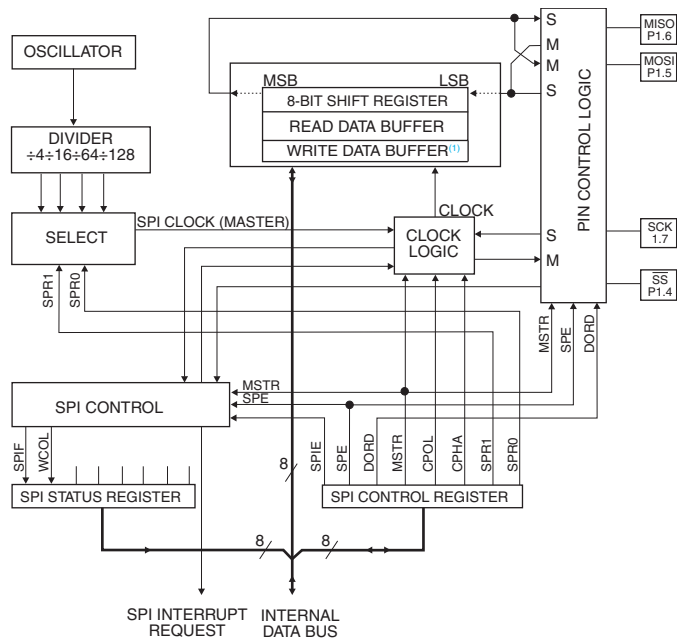 OSCILLATOR
DIVIDER
÷4÷16÷64÷128
SELECT
SPI CLOCK (MASTER)
SPR1
SPR0
MSB
LSB
8-BIT SHIFT REGISTER
READ DATA BUFFER
WRITE DATA BUFFER(1)
CLOCK
CLOCK
LOGIC
S
M
M
S
S
M
PIN CONTROL LOGIC
MISO
P1.6
MOSI
P1.5
SCK
1.7
SS
P1.4
MSTR
SPE
DORD
SPI CONTROL
MSTR
SPE
SPIF
WCOL
SPI STATUS REGISTER
SPIE
SPE
DORD
MSTR
CPOL
CPHA
SPR1
SPR0
SPI CONTROL REGISTER
8
8
8
SPI INTERRUPT
REQUEST
INTERNAL
DATA BUS